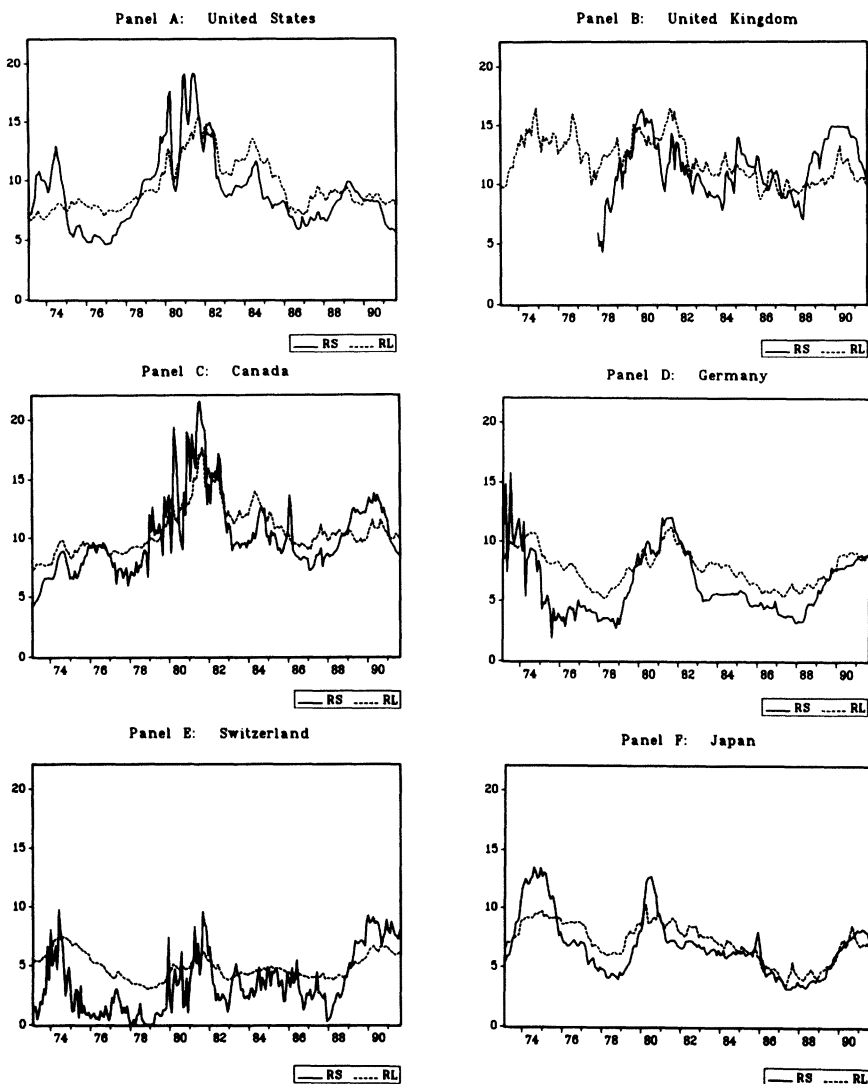 Panel A: United States
20
15
10
5
0
74 76 78 80 82 84 86 88 90
RS RL
Panel B: United Kingdom
20
15
10
5
0
74 76 78 80 82 84 86 88 90
RS RL
Panel C: Canada
20
15
10
5
0
74 76 78 80 82 84 86 88 90
RS RL
Panel D: Germany
20
15
10
5
0
74 76 78 80 82 84 86 88 90
RS RL
Panel E: Switzerland
20
15
10
5
0
74 76 78 80 82 84 86 88 90
RS RL
Panel F: Japan
20
15
10
5
0
74 76 78 80 82 84 86 88 90
RS RL